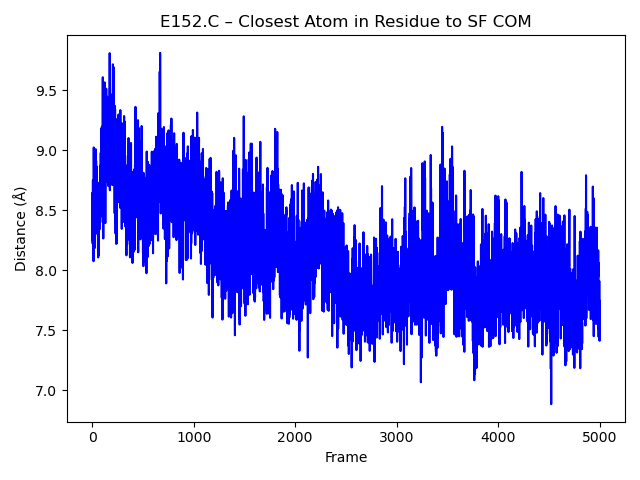 E152.C – Closest Atom in Residue to SF COM
Distance (Å)
9.5
9.0
8.5
8.0
7.5
7.0
0 1000 2000 3000 4000 5000
Frame